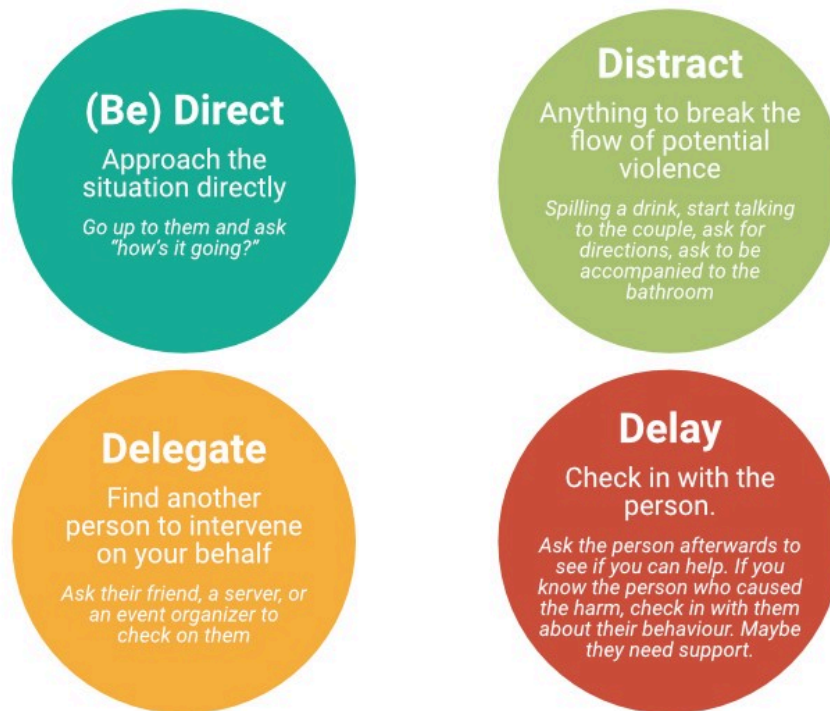 (Be) Direct
Approach the
situation directly
Go up to them and ask
"how's it going?"
Distract
Anything to break the
flow of potential
violence
Spilling a drink, start talking
to the couple, ask for
directions, ask to be
accompanied to the
bathroom
Delegate
Find another
person to intervene
on your behalf
Ask their friend, a server, or
an event organizer to
check on them
Delay
Check in with the
person.
Ask the person afterwards to
see if you can help. If you
know the person who caused
the harm, check in with them
about their behaviour. Maybe
they need support.